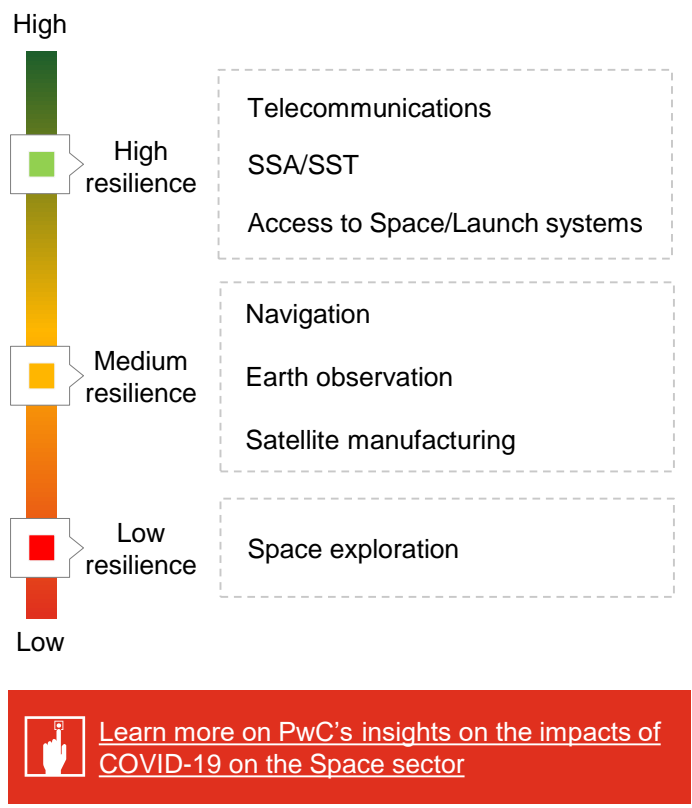 High
High
resilience
Telecommunications
SSA/SST
Access to Space/Launch systems
Medium
resilience
Navigation
Earth observation
Satellite manufacturing
Low
resilience
Space exploration
Low
Learn more on PwC's insights on the impacts of
COVID-19 on the Space sector